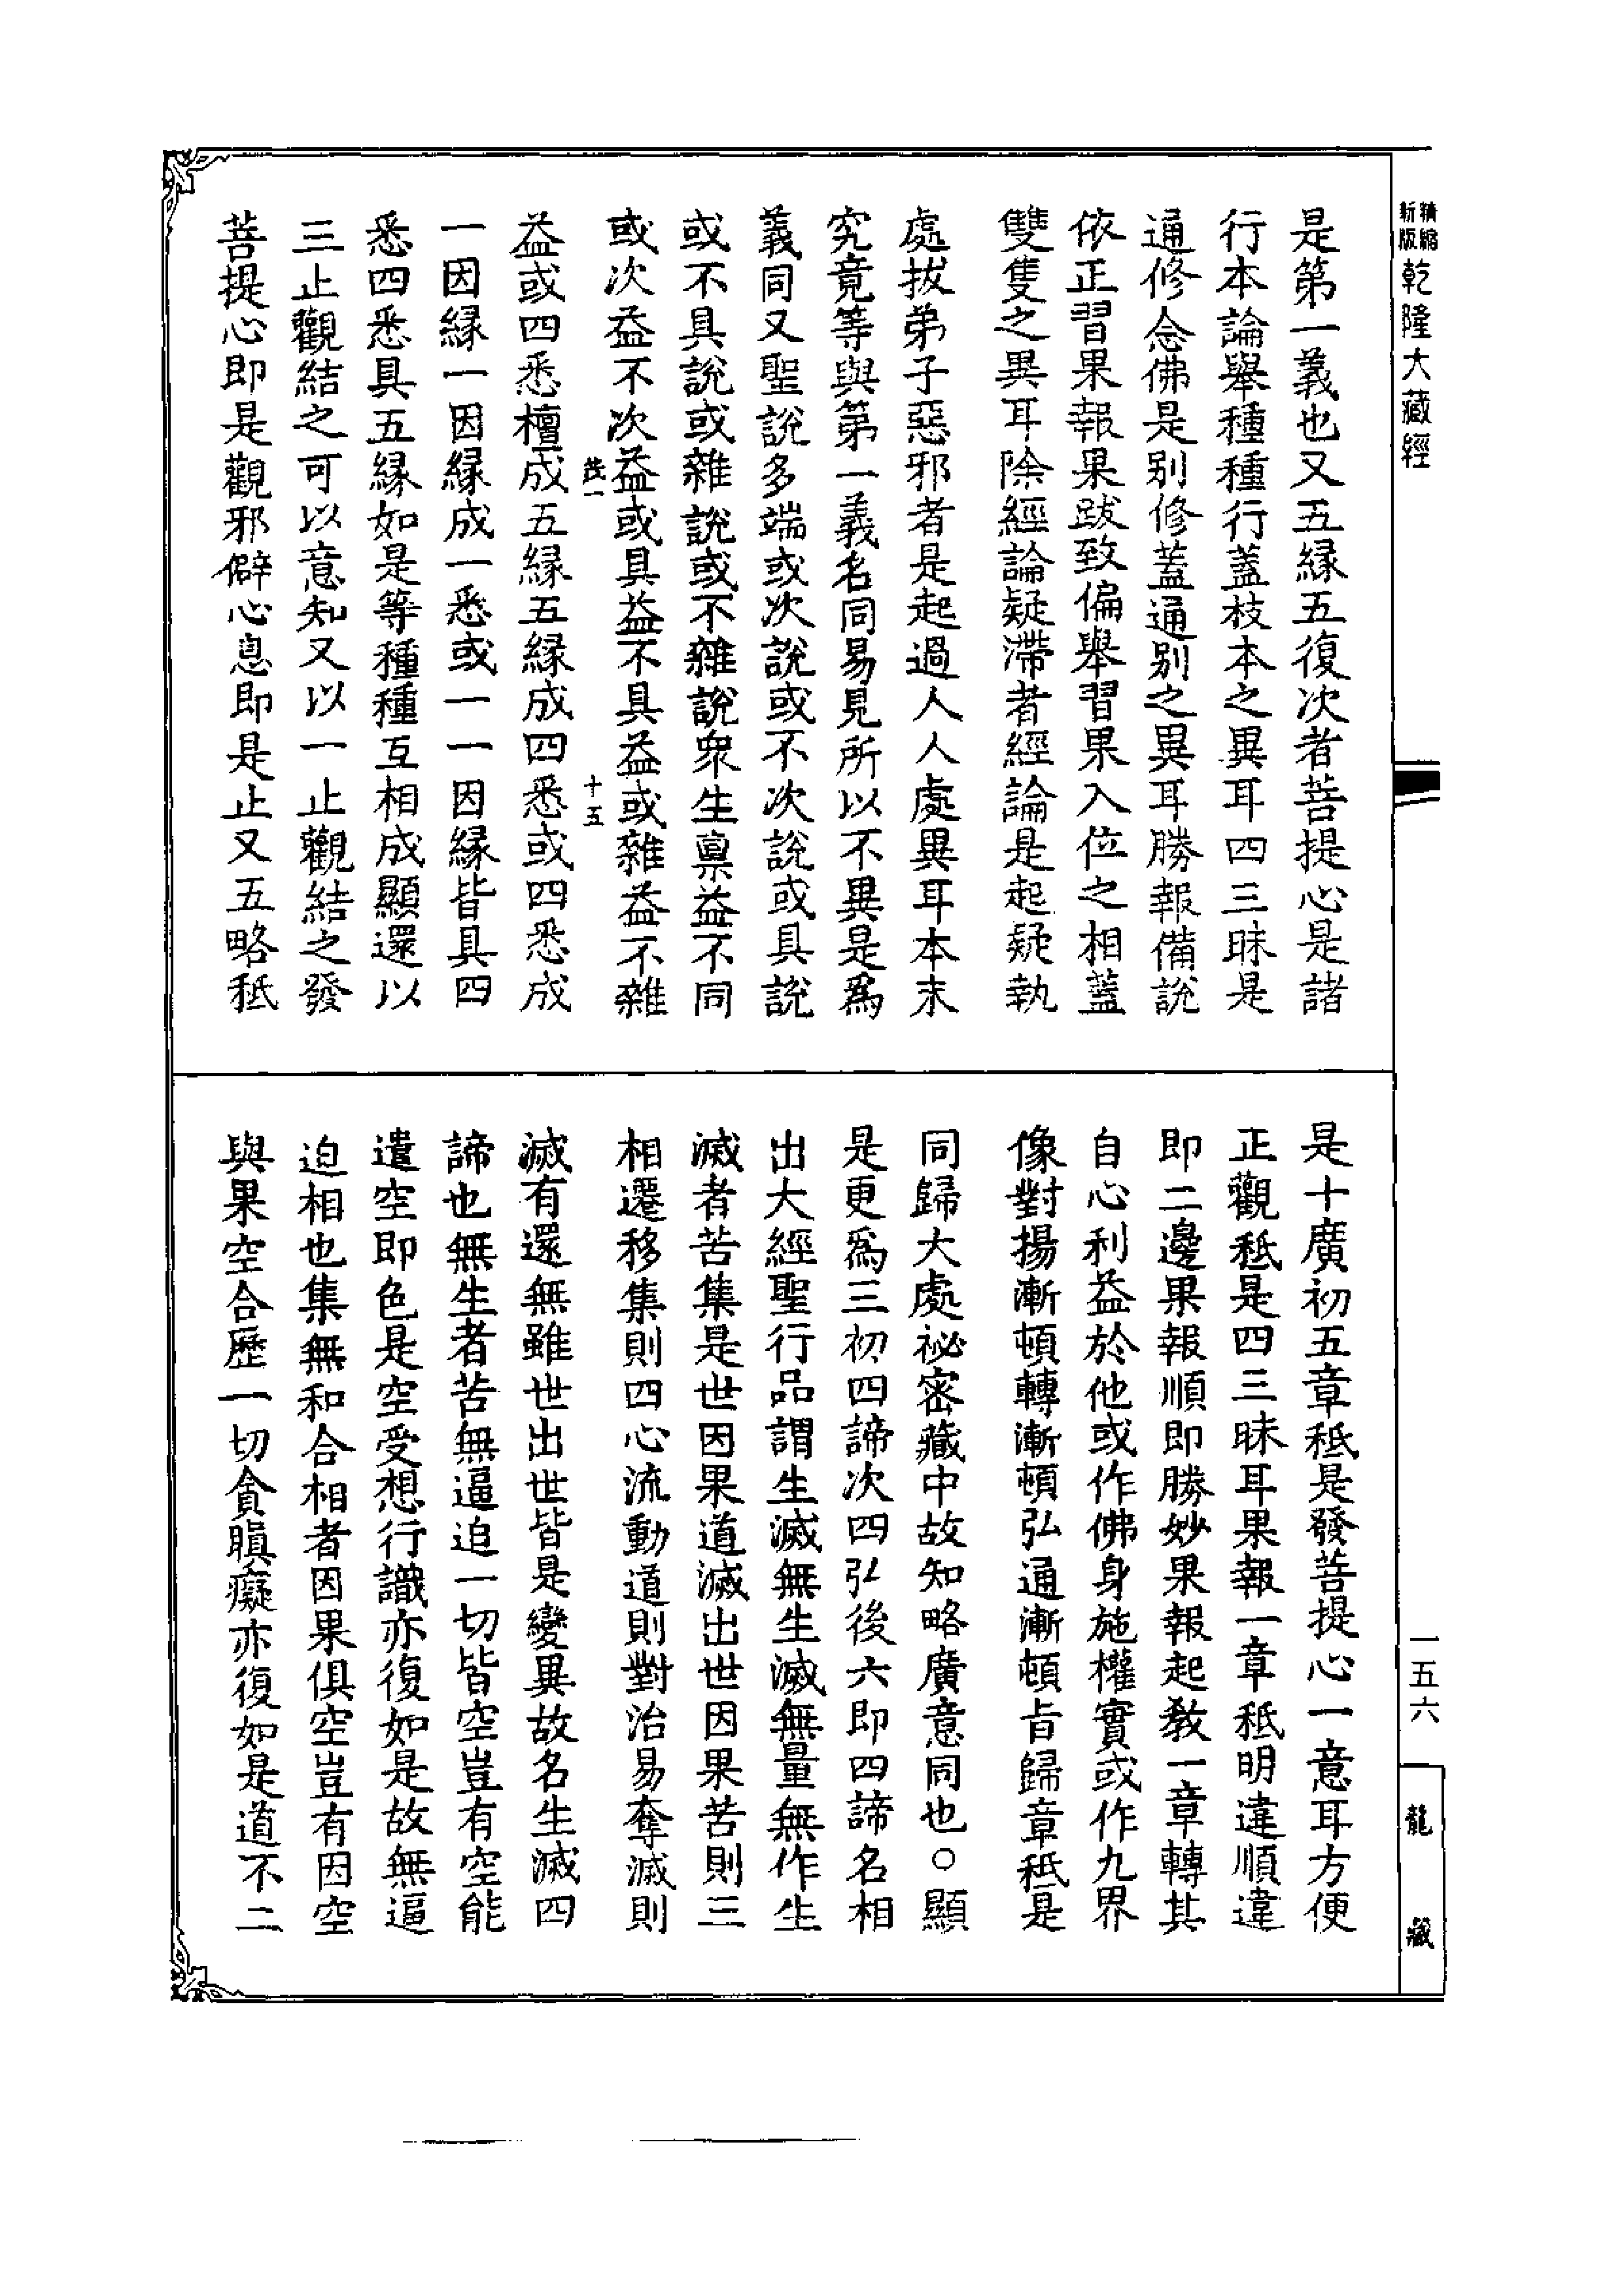 精縮
新版
乾隆大藏經
是第一義也又五緣五復次者菩提心是諸
行本論舉種種行蓋枝本之異耳四三昧是
通修念佛是別修蓋通別之異耳勝報備說
依正習果報果跋致偏舉習果入位之相蓋
雙隻之異耳除經論疑滯者經論是起疑執
處拔弟子惡邪者是起過人人處異耳本末
究竟等與第一義名同易見所以不異是爲
義同又聖說多端或次說或不次說或具說
或不具說或雜說或不雜說衆生稟益不同
或次益不次益或具益不具益或雜益不雜
十五
益或四悉檀成五緣五緣成四悉或四悉成
一因緣一因緣成一悉或一一因緣皆具四
悉四悉具五緣如是等種種互相成顯還以
三止觀結之可以意知又以一止觀結之發
菩提心即是觀邪僻心息即是止又五略秖
是十廣初五章秖是發菩提心一意耳方便
正觀秖是四三昧耳果報一章秖明違順違
即二邊果報順即勝妙果報起教一章轉其
自心利益於他或作佛身施權實或作九界
像對揚漸頓轉漸頓弘通漸頓旨歸章秖是
同歸大處祕密藏中故知略廣意同也○顯
是更爲三初四諦次四弘後六即四諦名相
出大經聖行品謂生滅無生滅無量無作生
滅者苦集是世因果道滅出世因果苦則三
相遷移集則四心流動道則對治易奪滅則
滅有還無雖世出世皆是變異故名生滅四
諦也無生者苦無逼迫一切皆空豈有空能
遣空即色是空受想行識亦復如是故無逼
迫相也集無和合相者因果俱空豈有因空
與果空合歷一切貪瞋癡亦復如是道不二
一五六
龍
藏